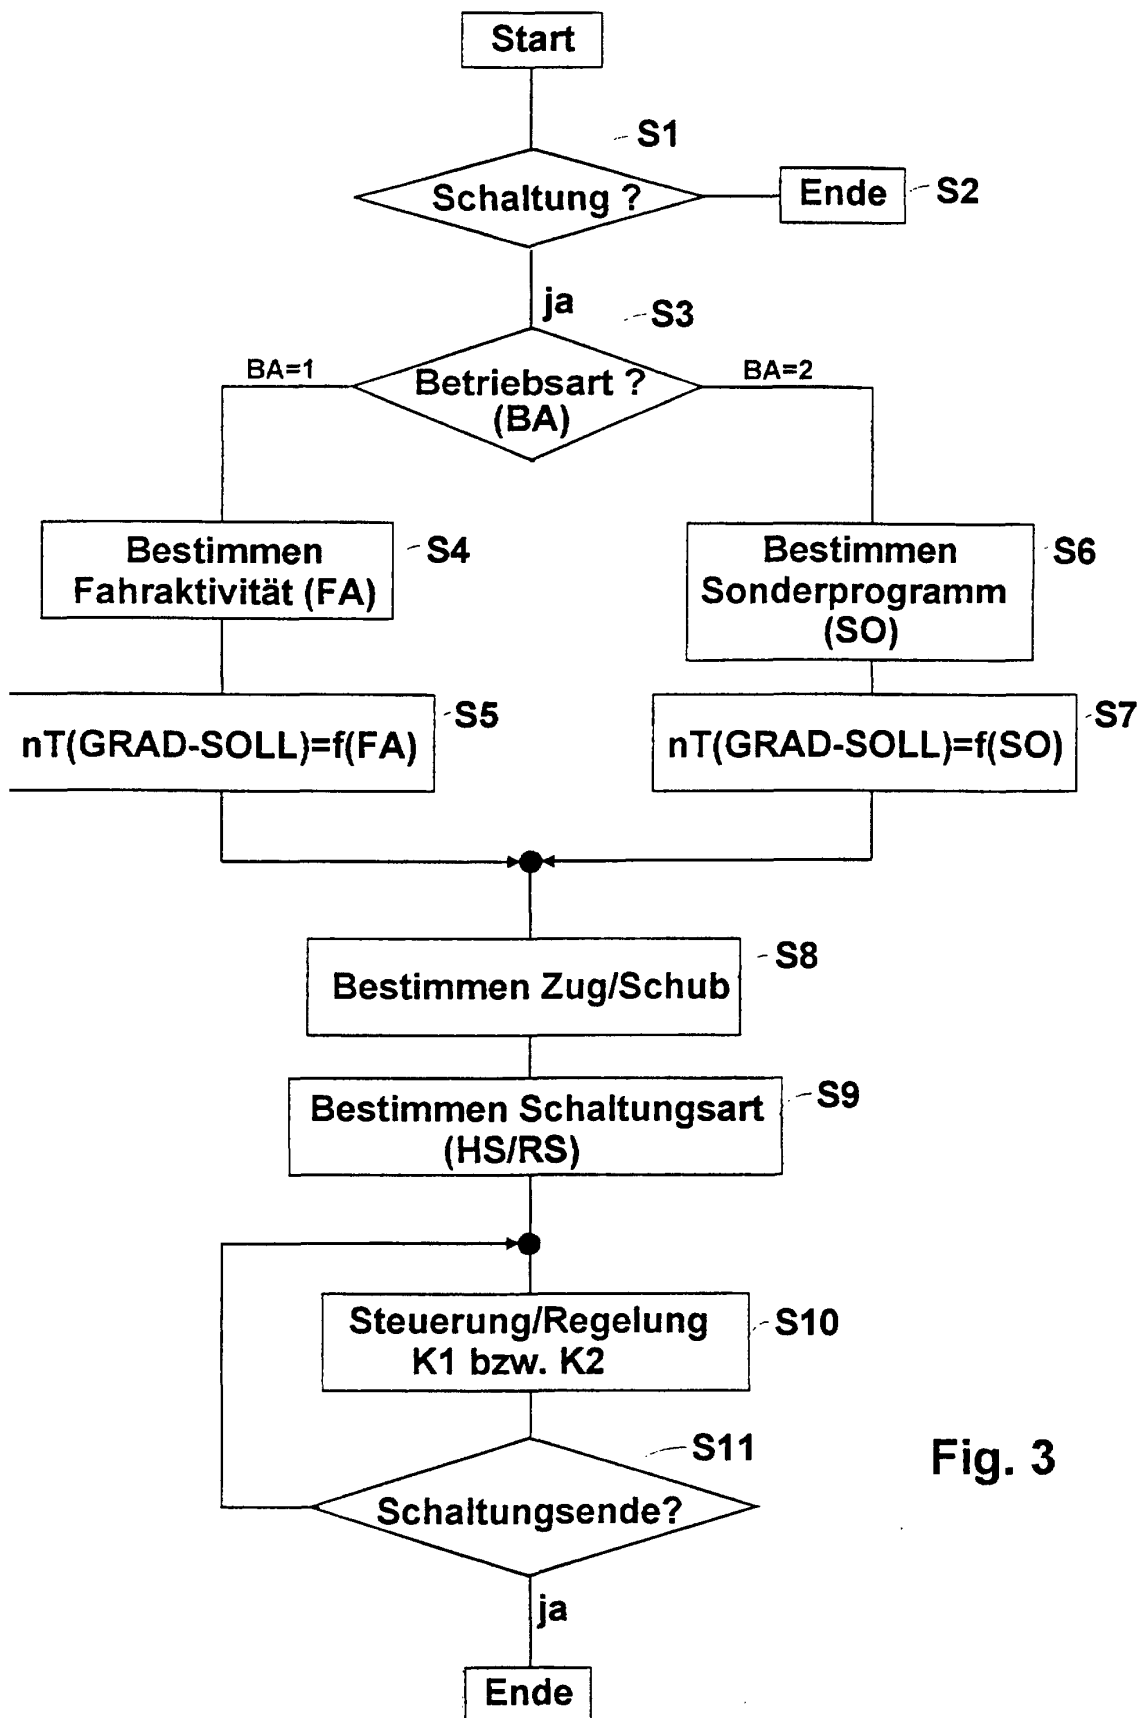 Start
S1
Schaltung ?
Ende
S2
ja
S3
BA=1
Betriebsart ?
(BA)
BA=2
Bestimmen
Fahraktivität (FA)
S4
Bestimmen
Sonderprogramm
(SO)
S6
nT(GRAD-SOLL)=f(FA)
S5
nT(GRAD-SOLL)=f(SO)
S7
Bestimmen Zug/Schub
S8
Bestimmen Schaltungsart
(HS/RS)
S9
Steuerung/Regelung
K1 bzw. K2
S10
S11
Schaltungsende?
Fig. 3
ja
Ende